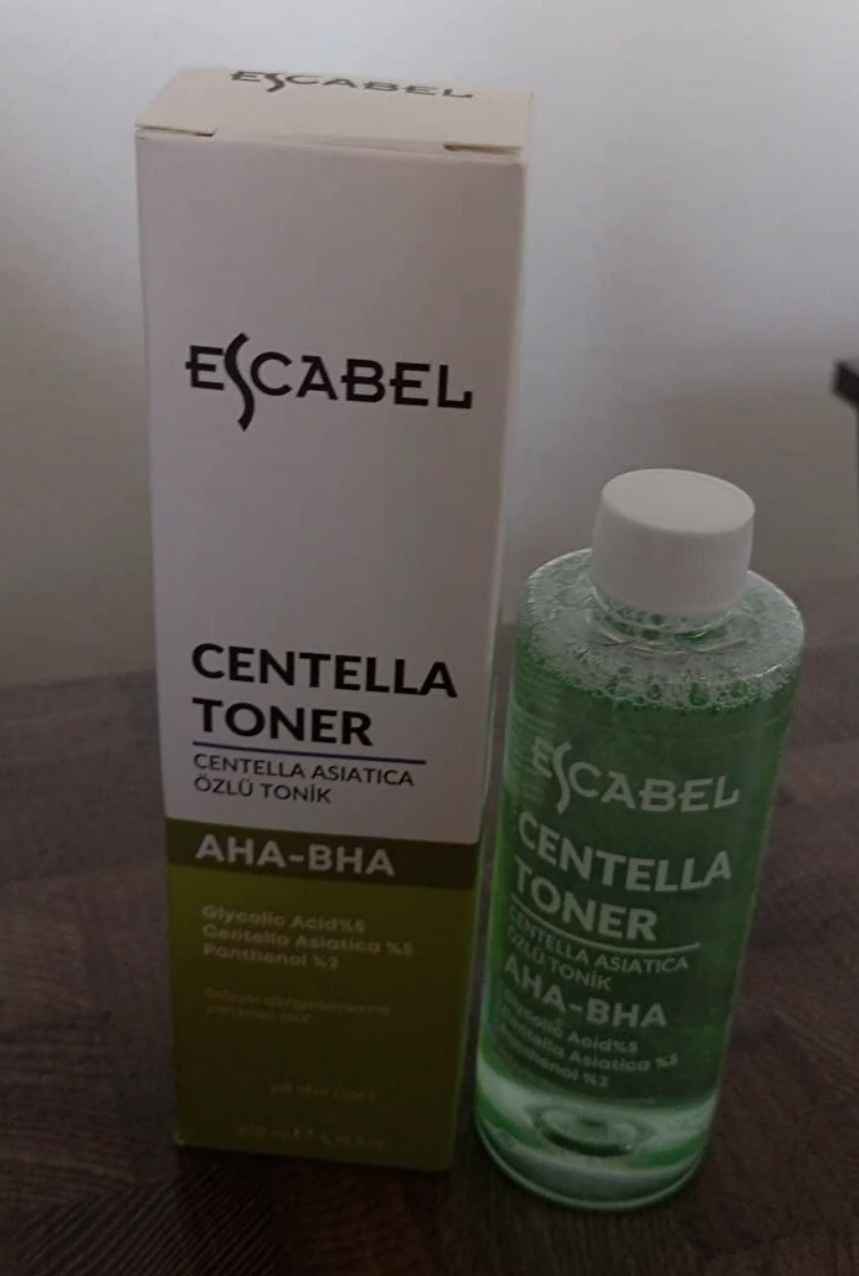 ESCABEL
ESCABEL
CENTELLA
TONER
CENTELLA ASIATICA
ÖZLÜ TONİK
AHA-BHA
Glycolic Acid%5
Centella Asiatica %5
Panthenol %2
ESCABEL
CENTELLA
TONER
CENTELLA ASIATICA
ÖZLÜ TONİK
AHA-BHA
Glycolic Acid%5
Centella Asiatica %5
Panthenol %2